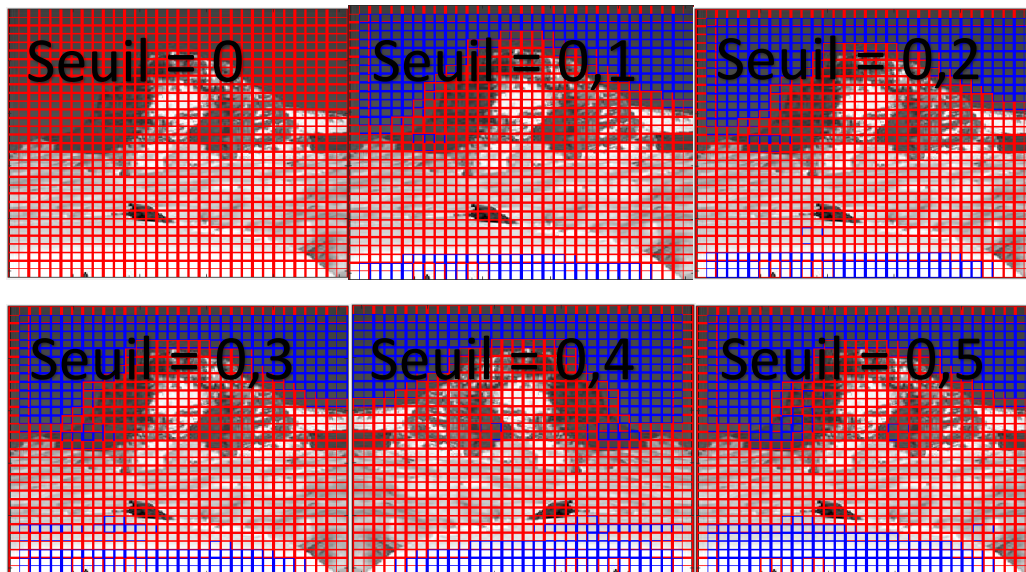 Seuil = 0
Seuil = 0,1
Seuil = 0,2
Seuil = 0,3
Seuil = 0,4
Seuil = 0,5